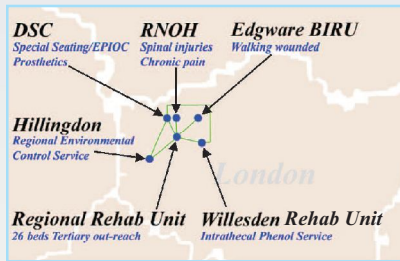 DSC
Special Seating/EPIOC
Prosthetics
RNOH
Spinal injuries
Chronic pain
Edgware BIRU
Walking wounded
Hillingdon
Regional Environmental
Control Service
London
Regional Rehab Unit
26 beds Tertiary out-reach
Willesden Rehab Unit
Intrathecal Phenol Service